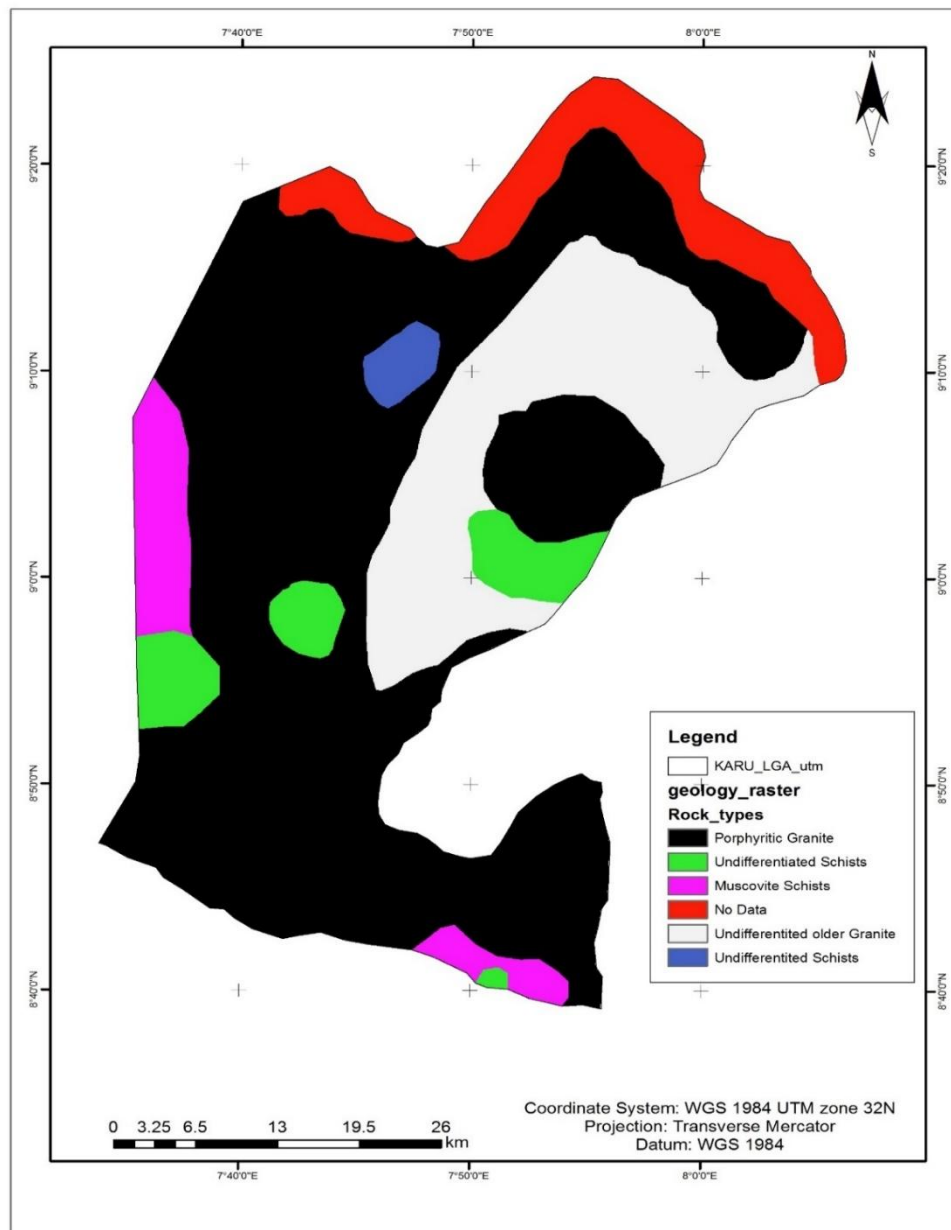 7°40'0"E 7°50'0"E 8°0'0"E
N
S
9°20'0"N 9°20'0"N
9°10'0"N 9°10'0"N
9°0'0"N 9°0'0"N
Legend
KARU_LGA_utm
8°50'0"N 8°50'0"N
geology_raster
Rock_types
Porphyritic Granite
Undifferentiated Schists
Muscovite Schists
No Data
Undifferentited older Granite
Undifferentited Schists
8°40'0"N 8°40'0"N
0 3.25 6.5 13 19.5 26
km
Coordinate System: WGS 1984 UTM zone 32N
Projection: Transverse Mercator
Datum: WGS 1984
7°40'0"E 7°50'0"E 8°0'0"E